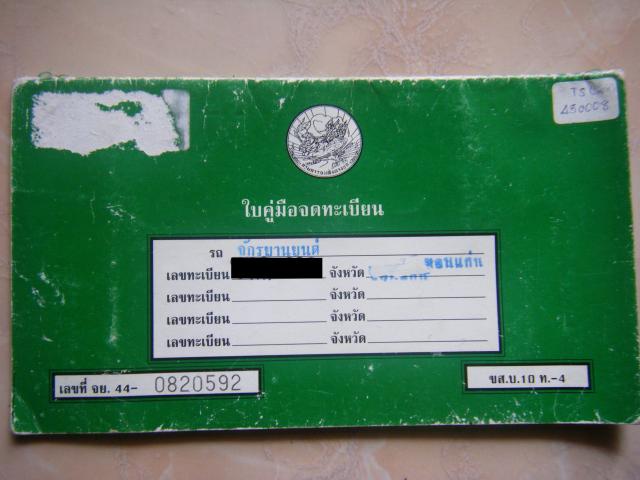 TSC
450008
ใบคู่มือจดทะเบียน
รถ จักรยานยนต์
เลขทะเบียน จังหวัด ขอนแก่น
เลขทะเบียน จังหวัด
เลขทะเบียน จังหวัด
เลขทะเบียน จังหวัด
เลขที่ จย. 44- 0820592
ขส.บ.10 ท.-4